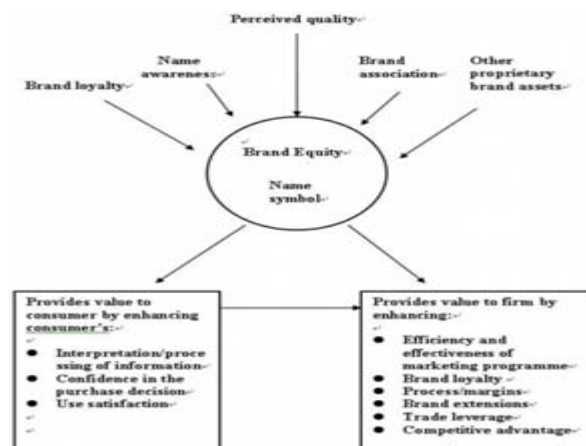 Perceived quality
Name
awareness:
Brand loyalty
Brand
association
Other
proprietary
brand assets
Brand Equity
Name
symbol
Provides value to
consumer by enhancing
consumer's:
● Interpretation/proce
ssing of information
● Confidence in the
purchase decision
● Use satisfaction
Provides value to firm by
enhancing:
● Efficiency and
effectiveness of
marketing programme
● Brand loyalty
● Process/margins
● Brand extensions
● Trade leverage
● Competitive advantage